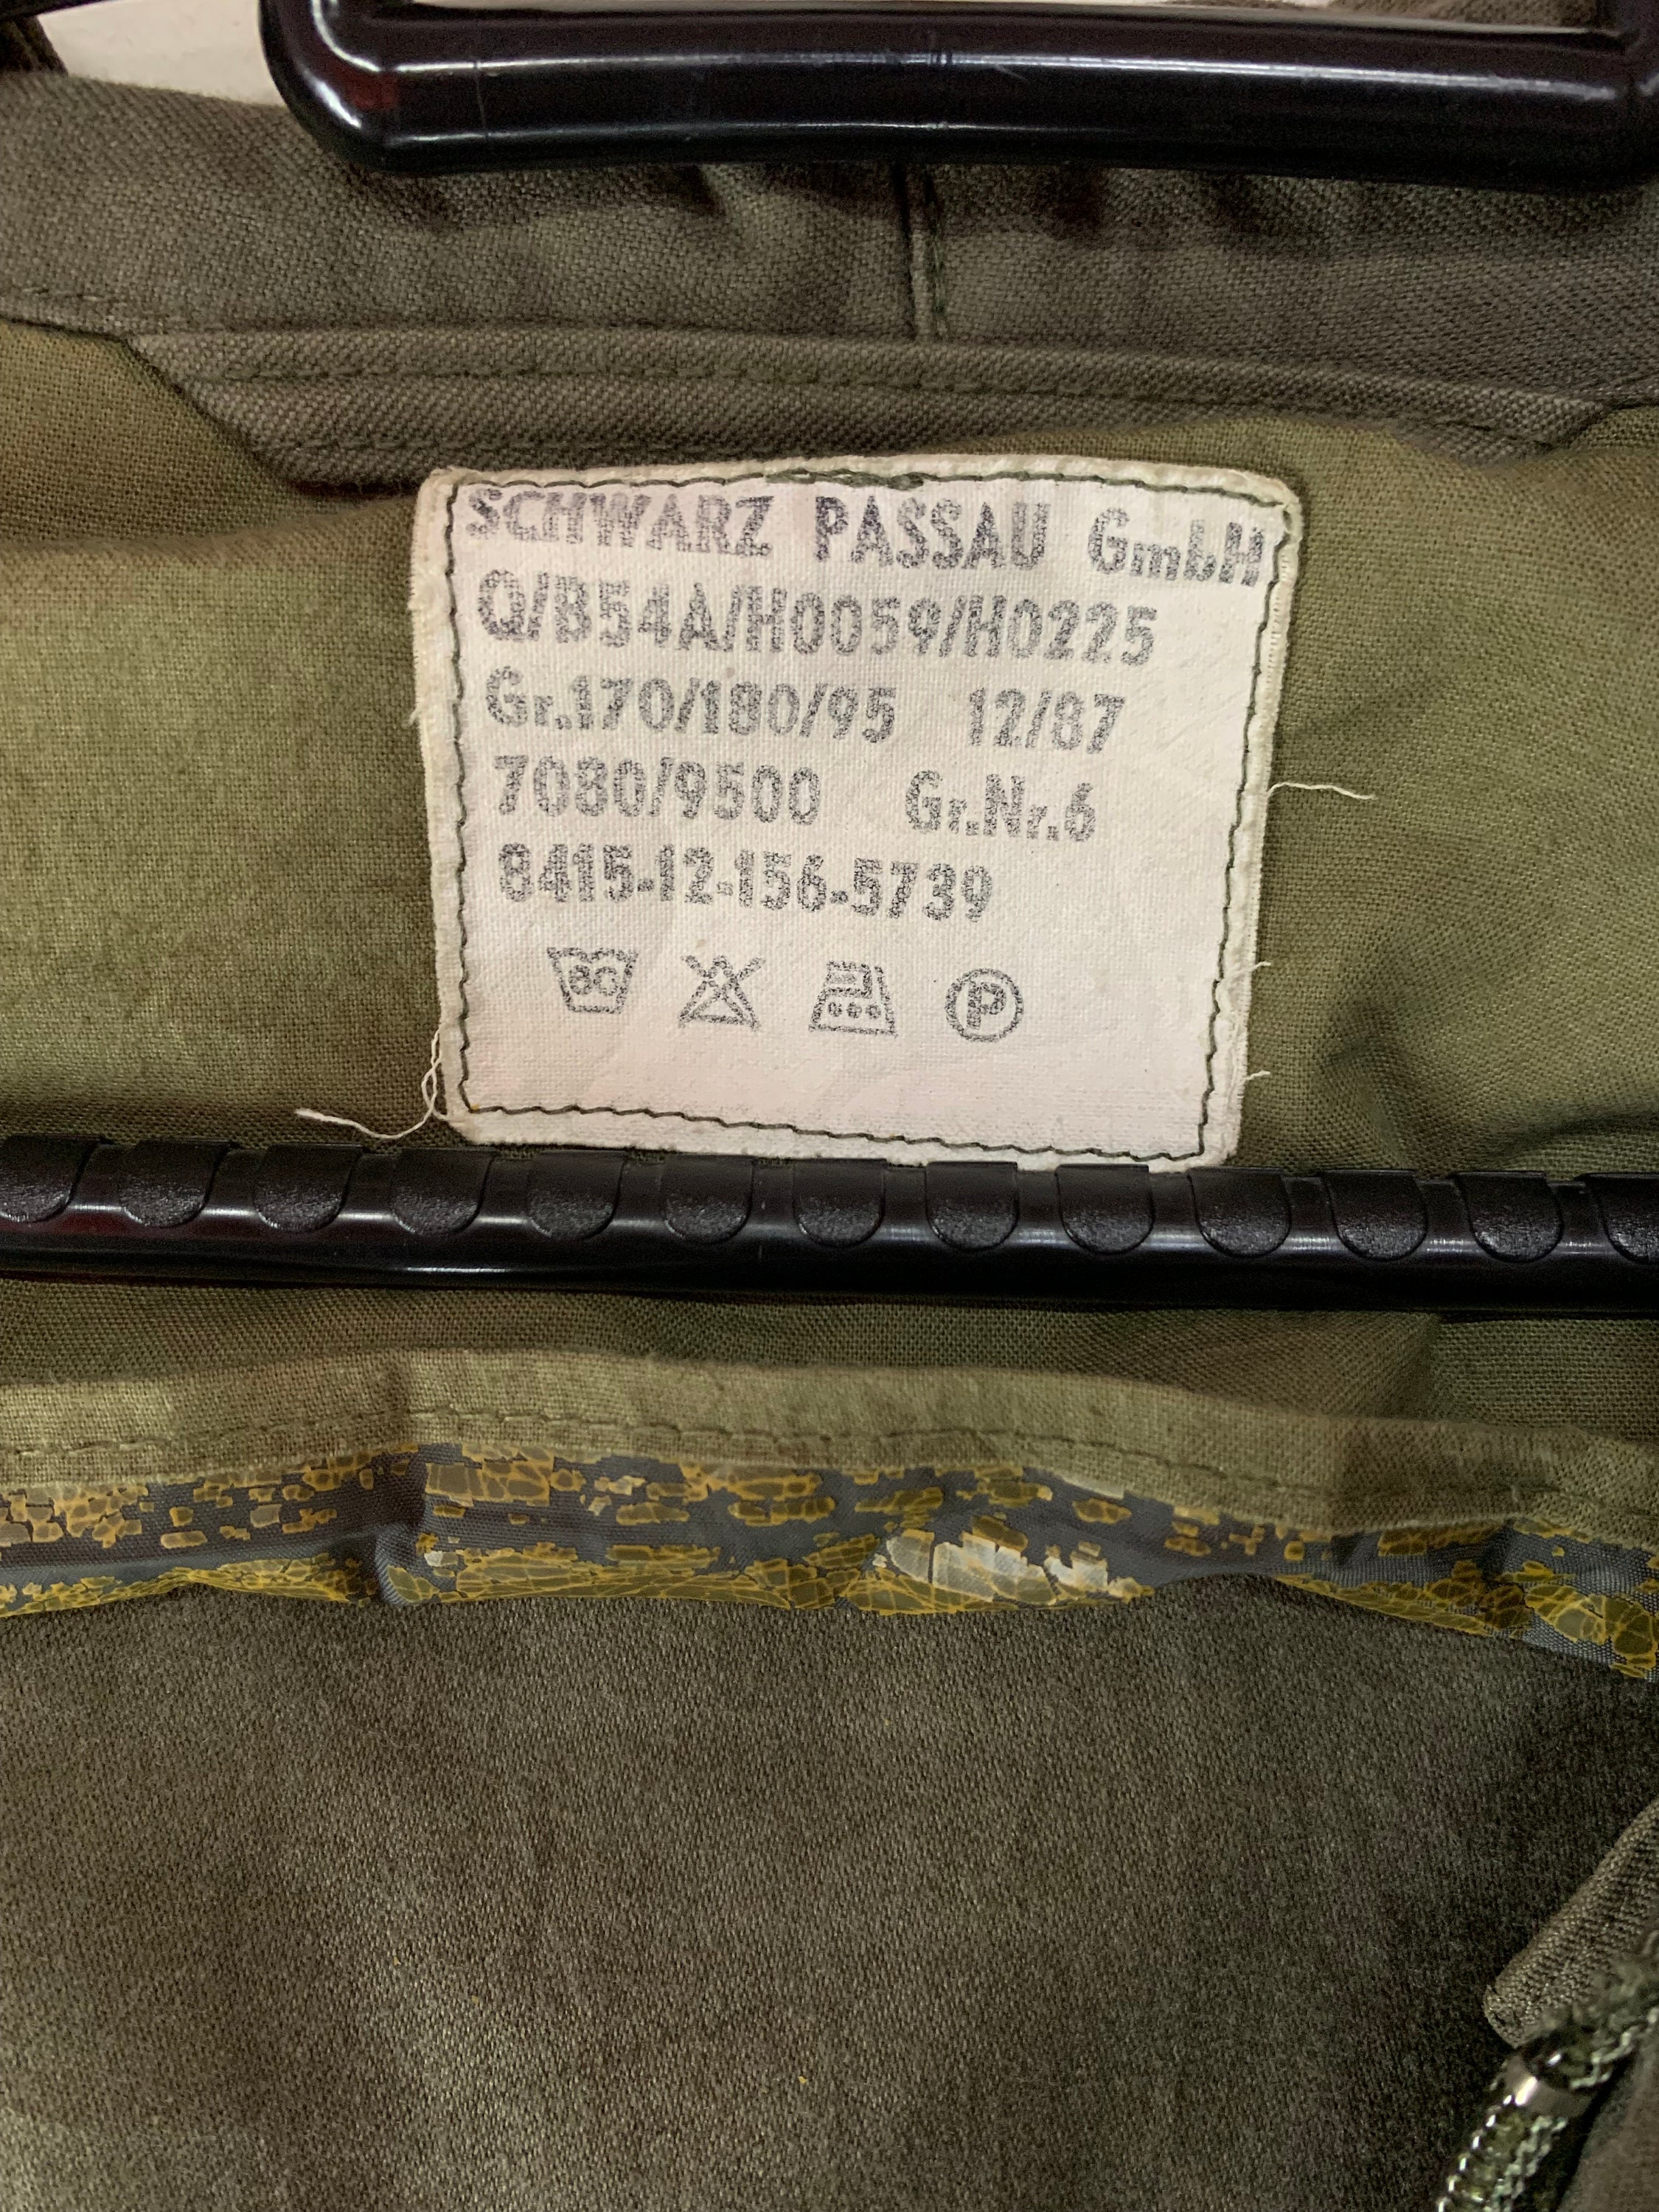 SCHWARZ PASSAU GmbH
Q/B54A/H0059/H0225
Gr.170/180/95 12/87
7080/9500 Gr.Nr.6
8415-12-156-5739
60 P